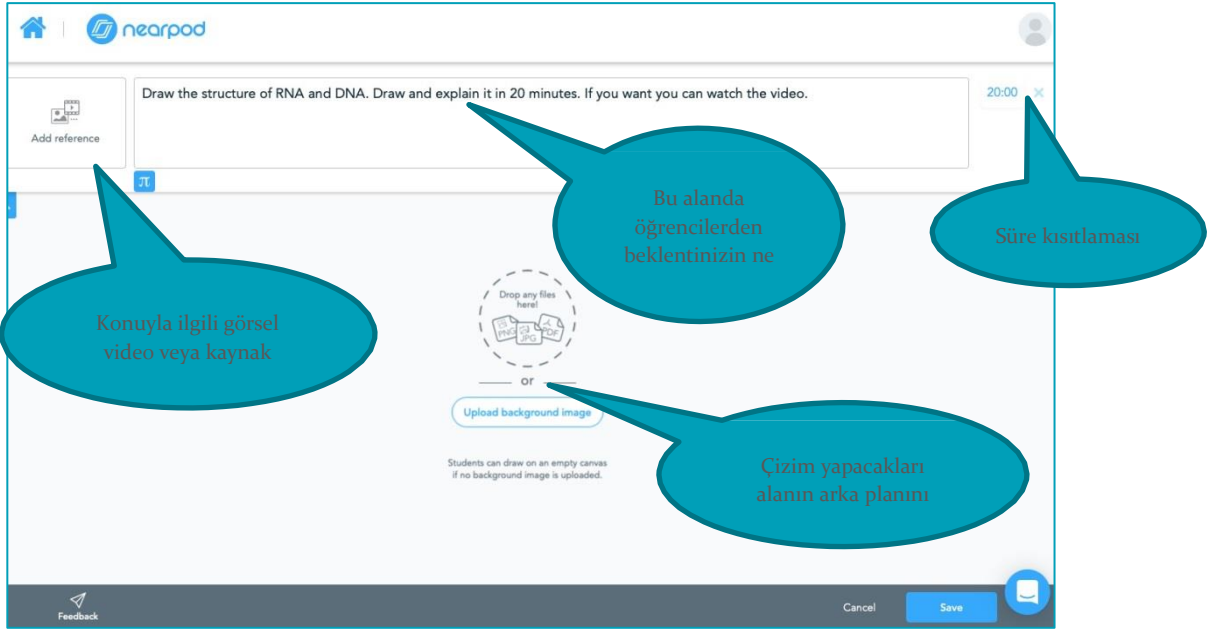 nearpod
Draw the structure of RNA and DNA. Draw and explain it in 20 minutes. If you want you can watch the video.
20:00
Add reference
π
Bu alanda
öğrencilerden
beklentinizin ne
Süre kısıtlaması
Konuyla ilgili görsel
video veya kaynak
Drop any files
here!
PNG
JPG
PDF
or
Upload background image
Students can draw on an empty canvas
if no background image is uploaded.
Çizim yapacakları
alanın arka planını
Feedback
Cancel
Save